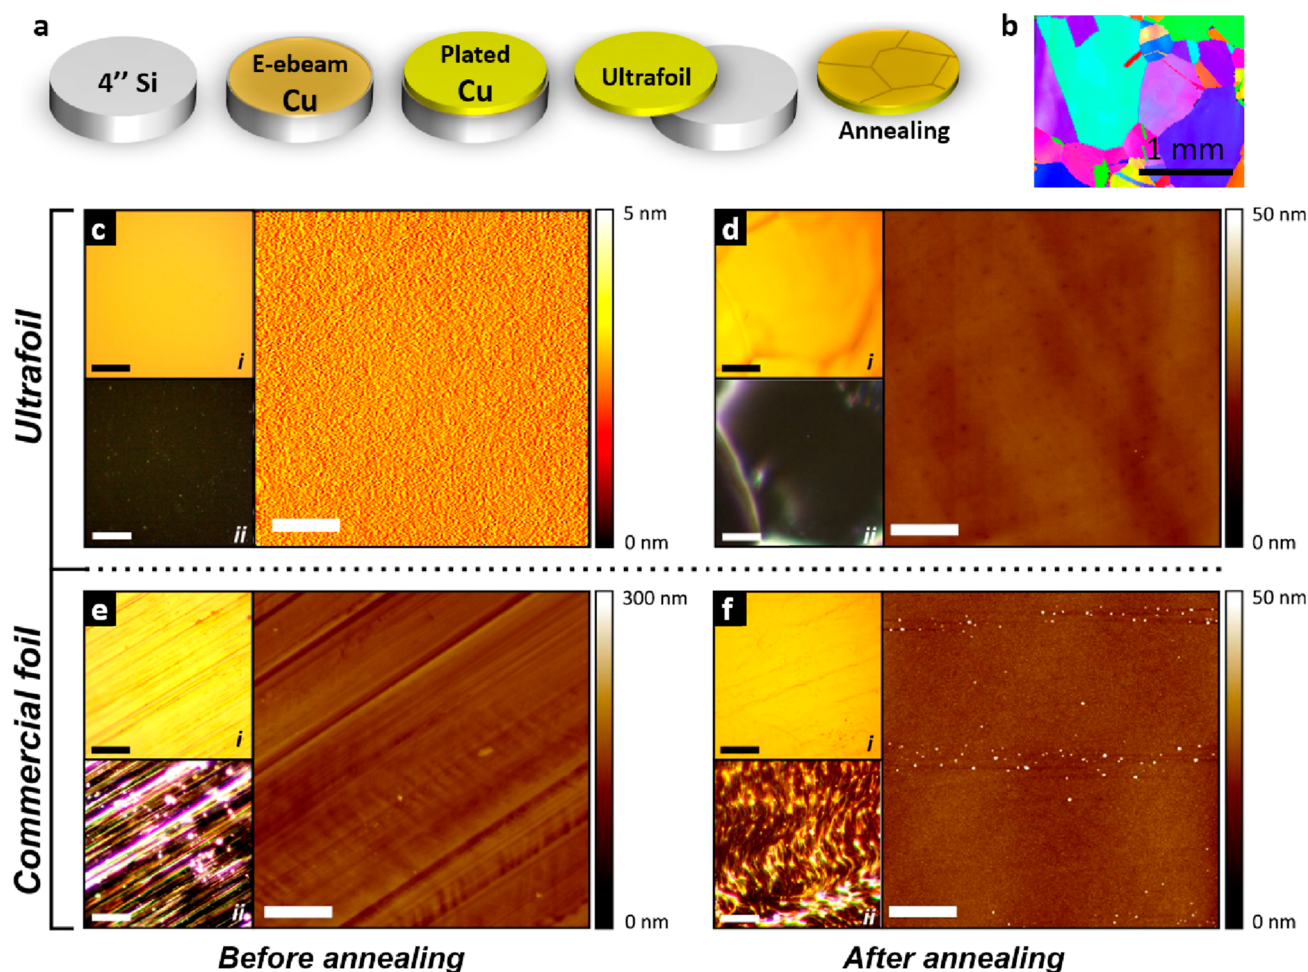 a
4’’ Si
E-ebeam
Cu
Plated
Cu
Ultrafoil
Annealing
b
1 mm
Ultrafoil
c
i
ii
5 nm
0 nm
d
i
ii
50 nm
0 nm
Commercial foil
e
i
ii
300 nm
0 nm
f
i
ii
50 nm
0 nm
Before annealing
After annealing